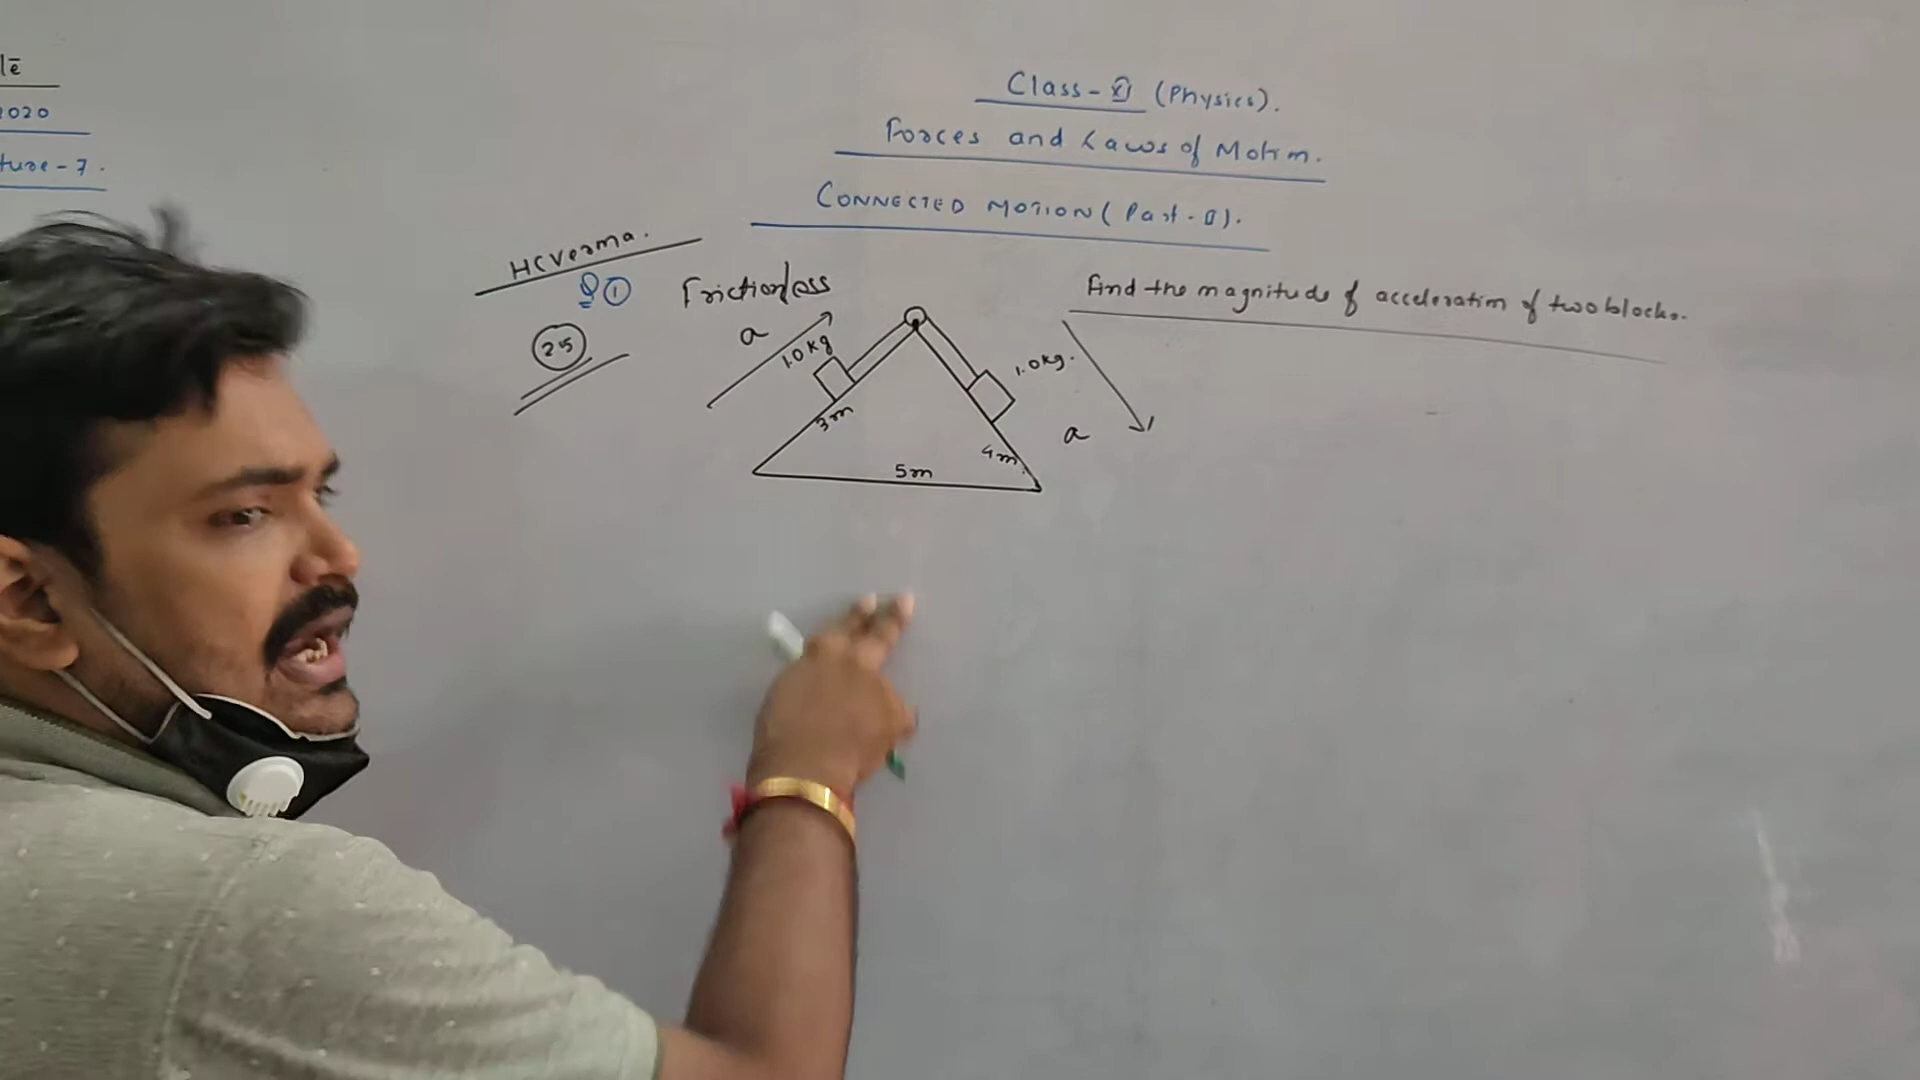 2020
ture-7.
Class-XI (Physics).
Forces and Laws of Motion.
CONNECTED MOTION (Part-II).
HCVerma.
Q①
25
Frictionless
Find the magnitude of acceleration of two blocks.
a
1.0kg
1.0kg.
3m
4m.
5m
a